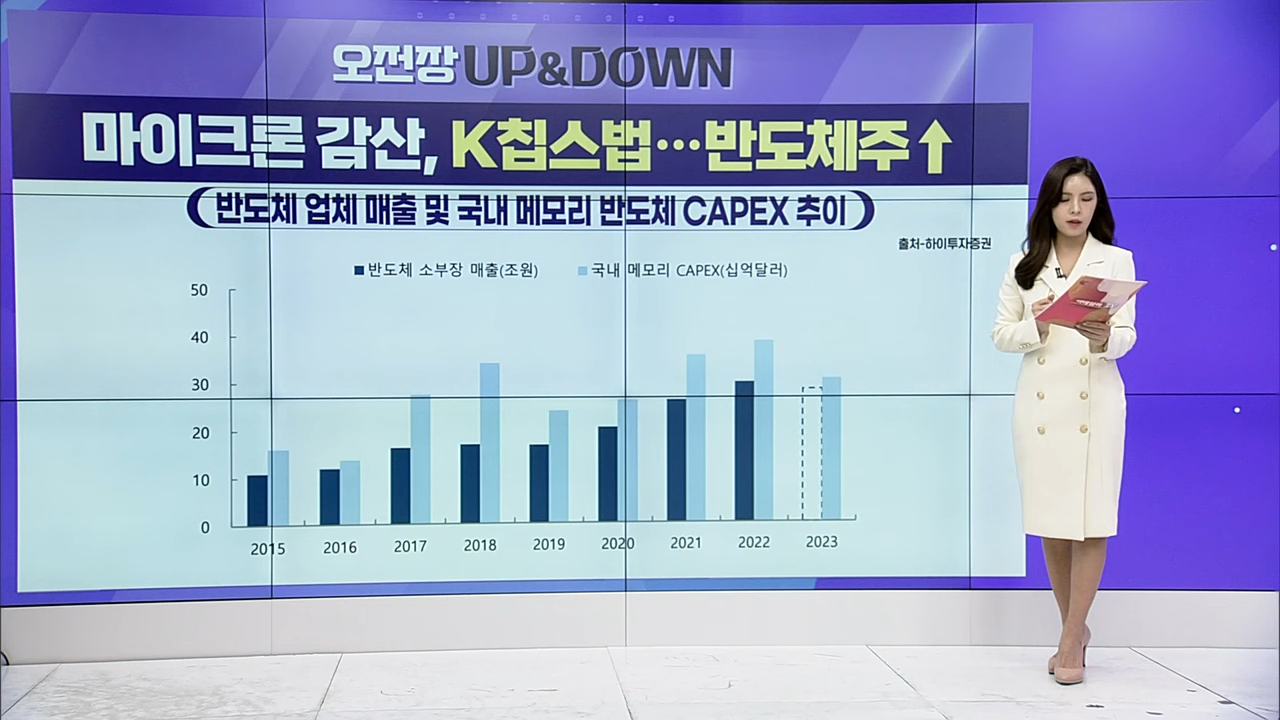 오전장 UP&DOWN
마이크론 감산, K칩스법…반도체주↑
반도체 업체 매출 및 국내 메모리 반도체 CAPEX 추이
출처-하이투자증권
반도체 소부장 매출(조원) 국내 메모리 CAPEX(십억달러)
50
40
30
20
10
0
2015 2016 2017 2018 2019 2020 2021 2022 2023